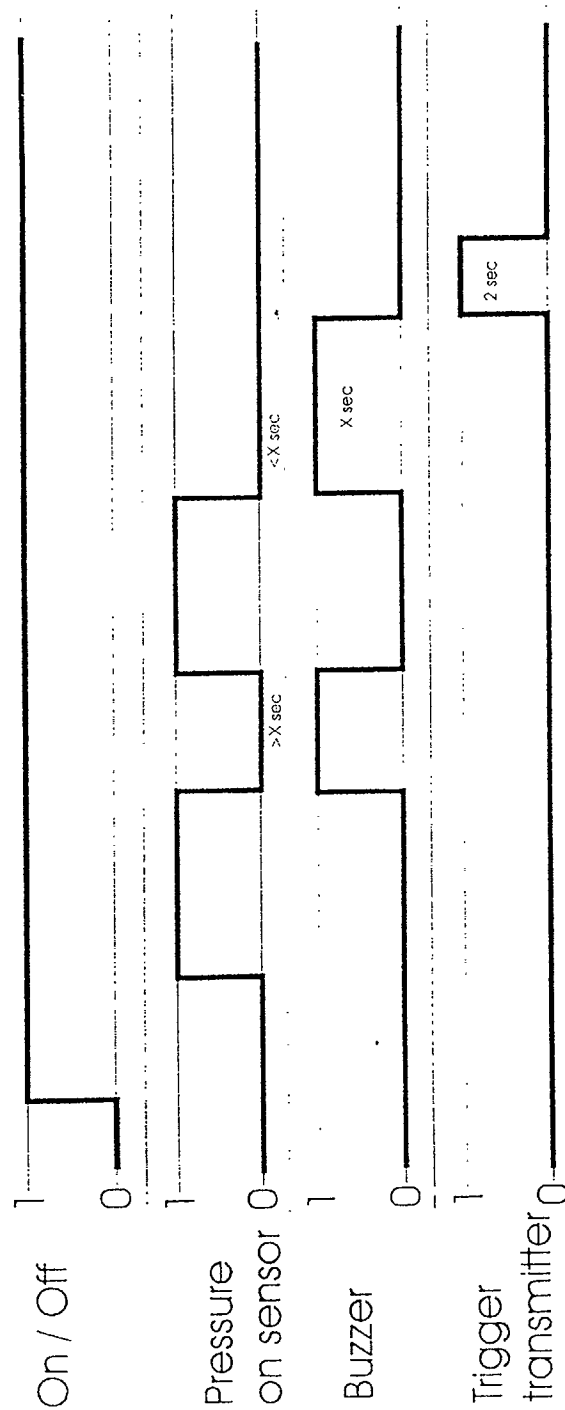 On / Off
1
0
Pressure
on sensor
1
0
>X sec
<X sec
Buzzer
1
0
X sec
Trigger
transmitter
1
0
2 sec